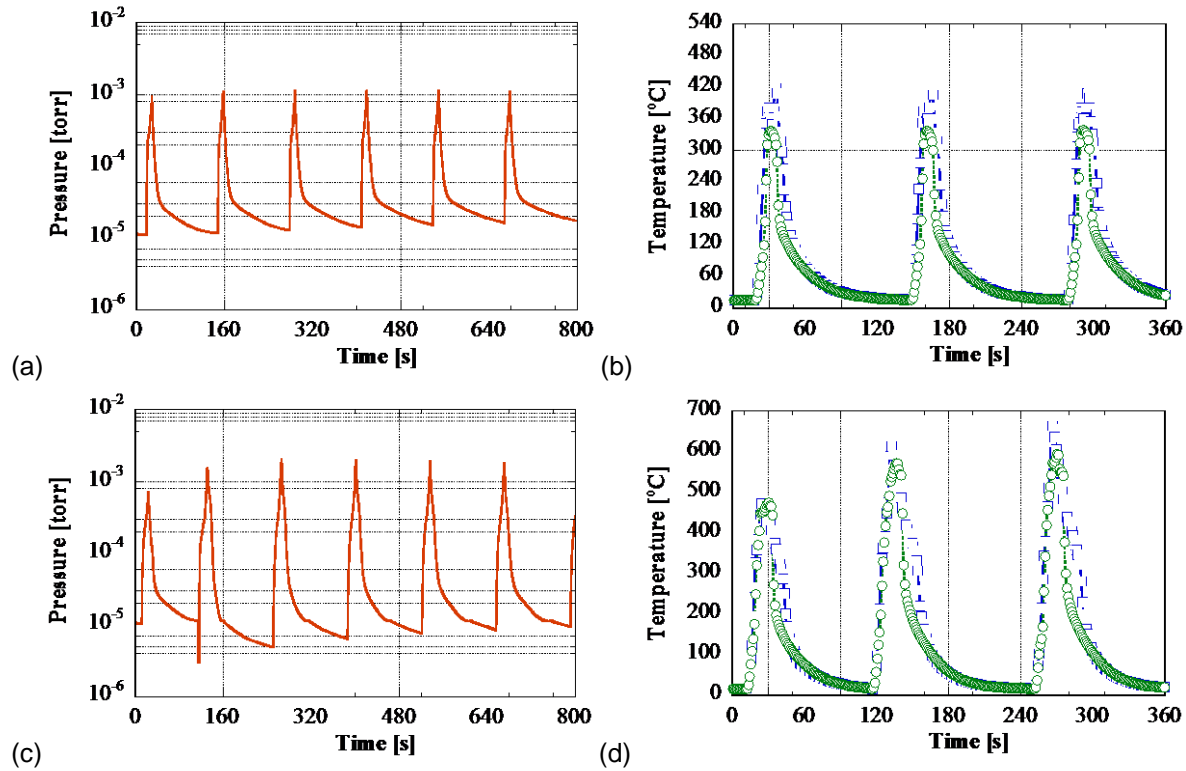 10⁻²
10⁻³
10⁻⁴
10⁻⁵
10⁻⁶
Pressure [torr]
0 160 320 480 640 800
Time [s]
(a)
540
480
420
360
300
240
180
120
60
0
Temperature [°C]
0 60 120 180 240 300 360
Time [s]
(b)
10⁻²
10⁻³
10⁻⁴
10⁻⁵
10⁻⁶
Pressure [torr]
0 160 320 480 640 800
Time [s]
(c)
700
600
500
400
300
200
100
0
Temperature [°C]
0 60 120 180 240 300 360
Time [s]
(d)